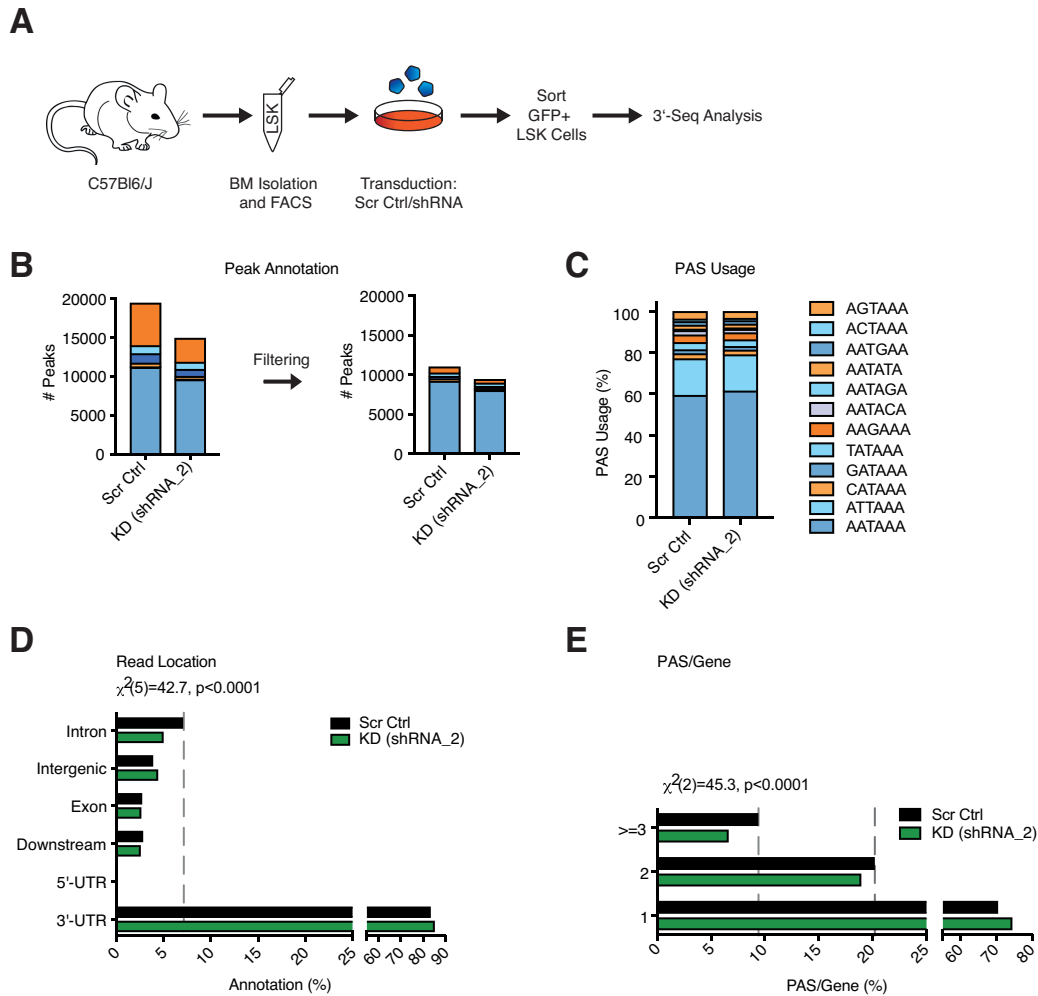 A
LSK
Sort
GFP+
LSK Cells
3'-Seq Analysis
C57Bl6/J
BM Isolation
and FACS
Transduction:
Scr Ctrl/shRNA
B
Peak Annotation
# Peaks
20000
15000
10000
5000
0
Scr Ctrl
KD (shRNA_2)
Filtering
# Peaks
20000
15000
10000
5000
0
Scr Ctrl
KD (shRNA_2)
C
PAS Usage
PAS Usage (%)
100
80
60
40
20
0
Scr Ctrl
KD (shRNA_2)
AGTAAA
ACTAAA
AATGAA
AATATA
AATAGA
AATACA
AAGAAA
TATAAA
GATAAA
CATAAA
ATTAAA
AATAAA
D
Read Location
χ2(5)=42.7, p<0.0001
Scr Ctrl
KD (shRNA_2)
Intron
Intergenic
Exon
Downstream
5'-UTR
3'-UTR
0 5 10 15 20 25 60 70 80 90
Annotation (%)
E
PAS/Gene
χ2(2)=45.3, p<0.0001
Scr Ctrl
KD (shRNA_2)
>=3
2
1
0 5 10 15 20 25 60 70 80
PAS/Gene (%)